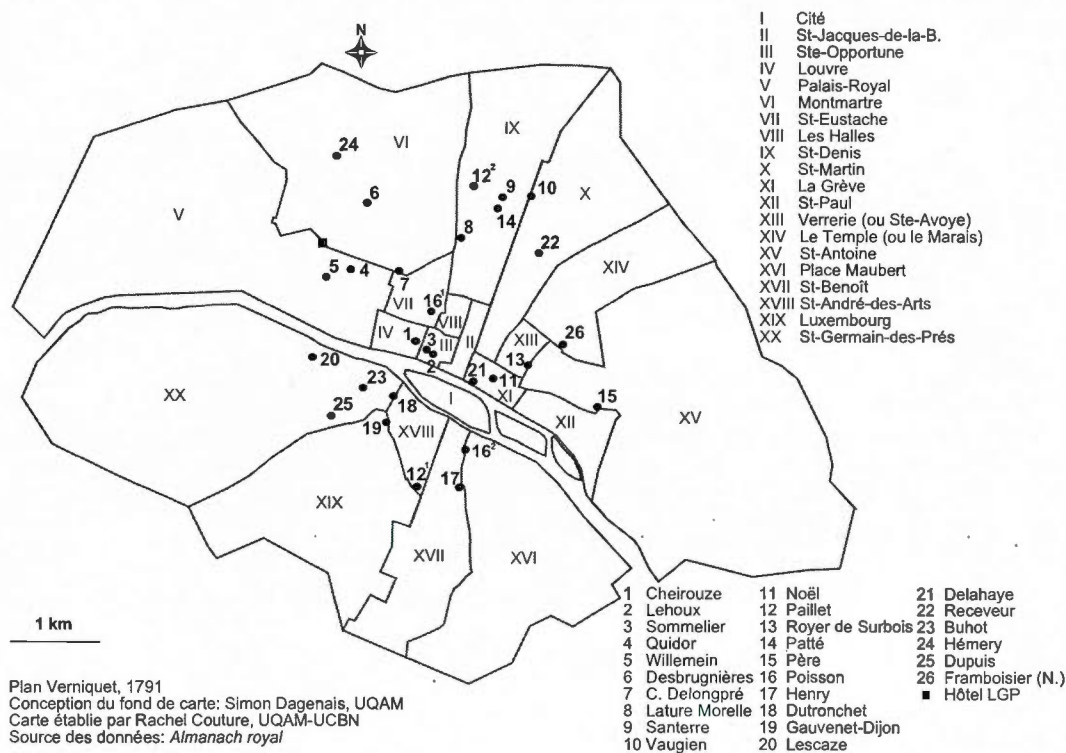 N
I Cité
II St-Jacques-de-la-B.
III Ste-Opportune
IV Louvre
V Palais-Royal
VI Montmartre
VII St-Eustache
VIII Les Halles
IX St-Denis
X St-Martin
XI La Grève
XII St-Paul
XIII Verrerie (ou Ste-Avoye)
XIV Le Temple (ou le Marais)
XV St-Antoine
XVI Place Maubert
XVII St-Benoît
XVIII St-André-des-Arts
XIX Luxembourg
XX St-Germain-des-Prés
24
VI
IX
12²
9
10
X
6
14
V
8
22
XIV
5
4
7
VII
16¹
VIII
IV
1
3
III
2
II
XIII
26
13
20
21
11
XI
XX
23
I
15
XV
25
18
XII
19
XVIII
16²
12¹
17
XIX
XVII
XVI
1 km
Plan Verniquet, 1791
Conception du fond de carte: Simon Dagenais, UQAM
Carte établie par Rachel Couture, UQAM-UCBN
Source des données: Almanach royal
1 Cheirouze
2 Lehoux
3 Sommelier
4 Quidor
5 Willemein
6 Desbrugnières
7 C. Delongpré
8 Lature Morelle
9 Santerre
10 Vaugien
11 Noël
12 Paillet
13 Royer de Surbois
14 Patté
15 Père
16 Poisson
17 Henry
18 Dutronchet
19 Gauvenet-Dijon
20 Lescaze
21 Delahaye
22 Receveur
23 Buhot
24 Hémery
25 Dupuis
26 Framboisier (N.)
Hôtel LGP